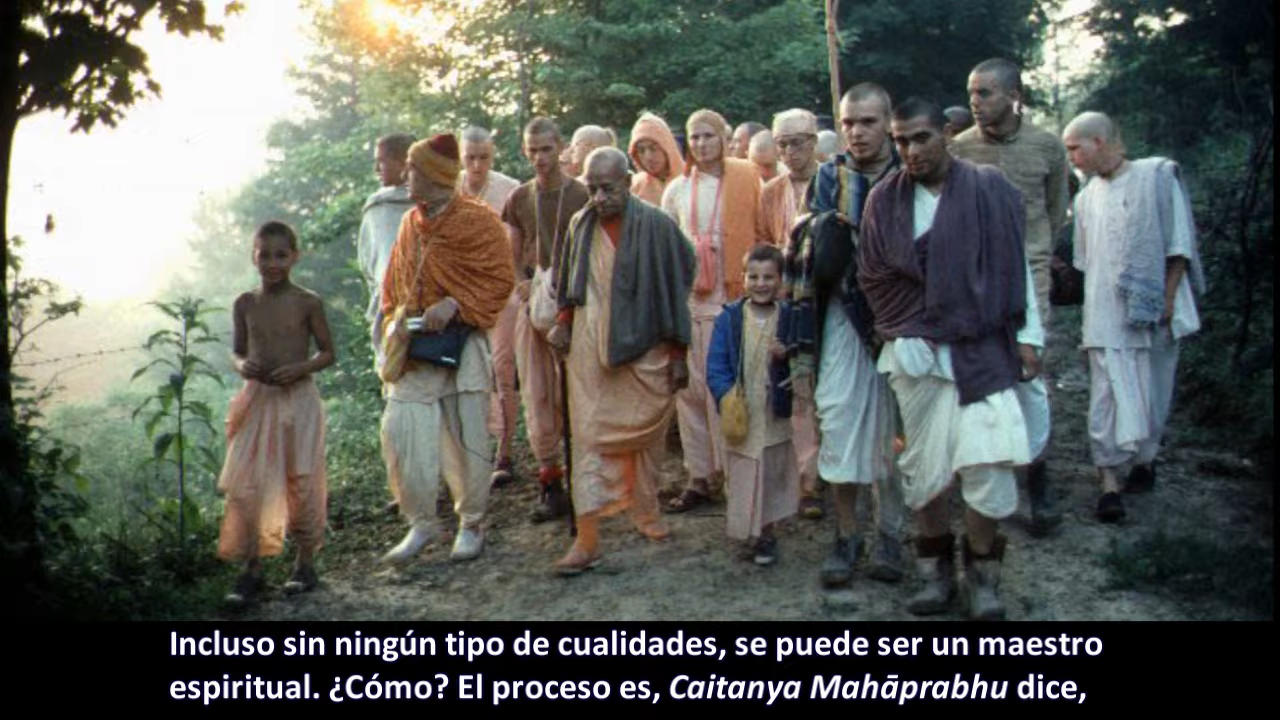 Incluso sin ningún tipo de cualidades, se puede ser un maestro
espiritual. ¿Cómo? El proceso es, Caitanya Mahāprabhu dice,